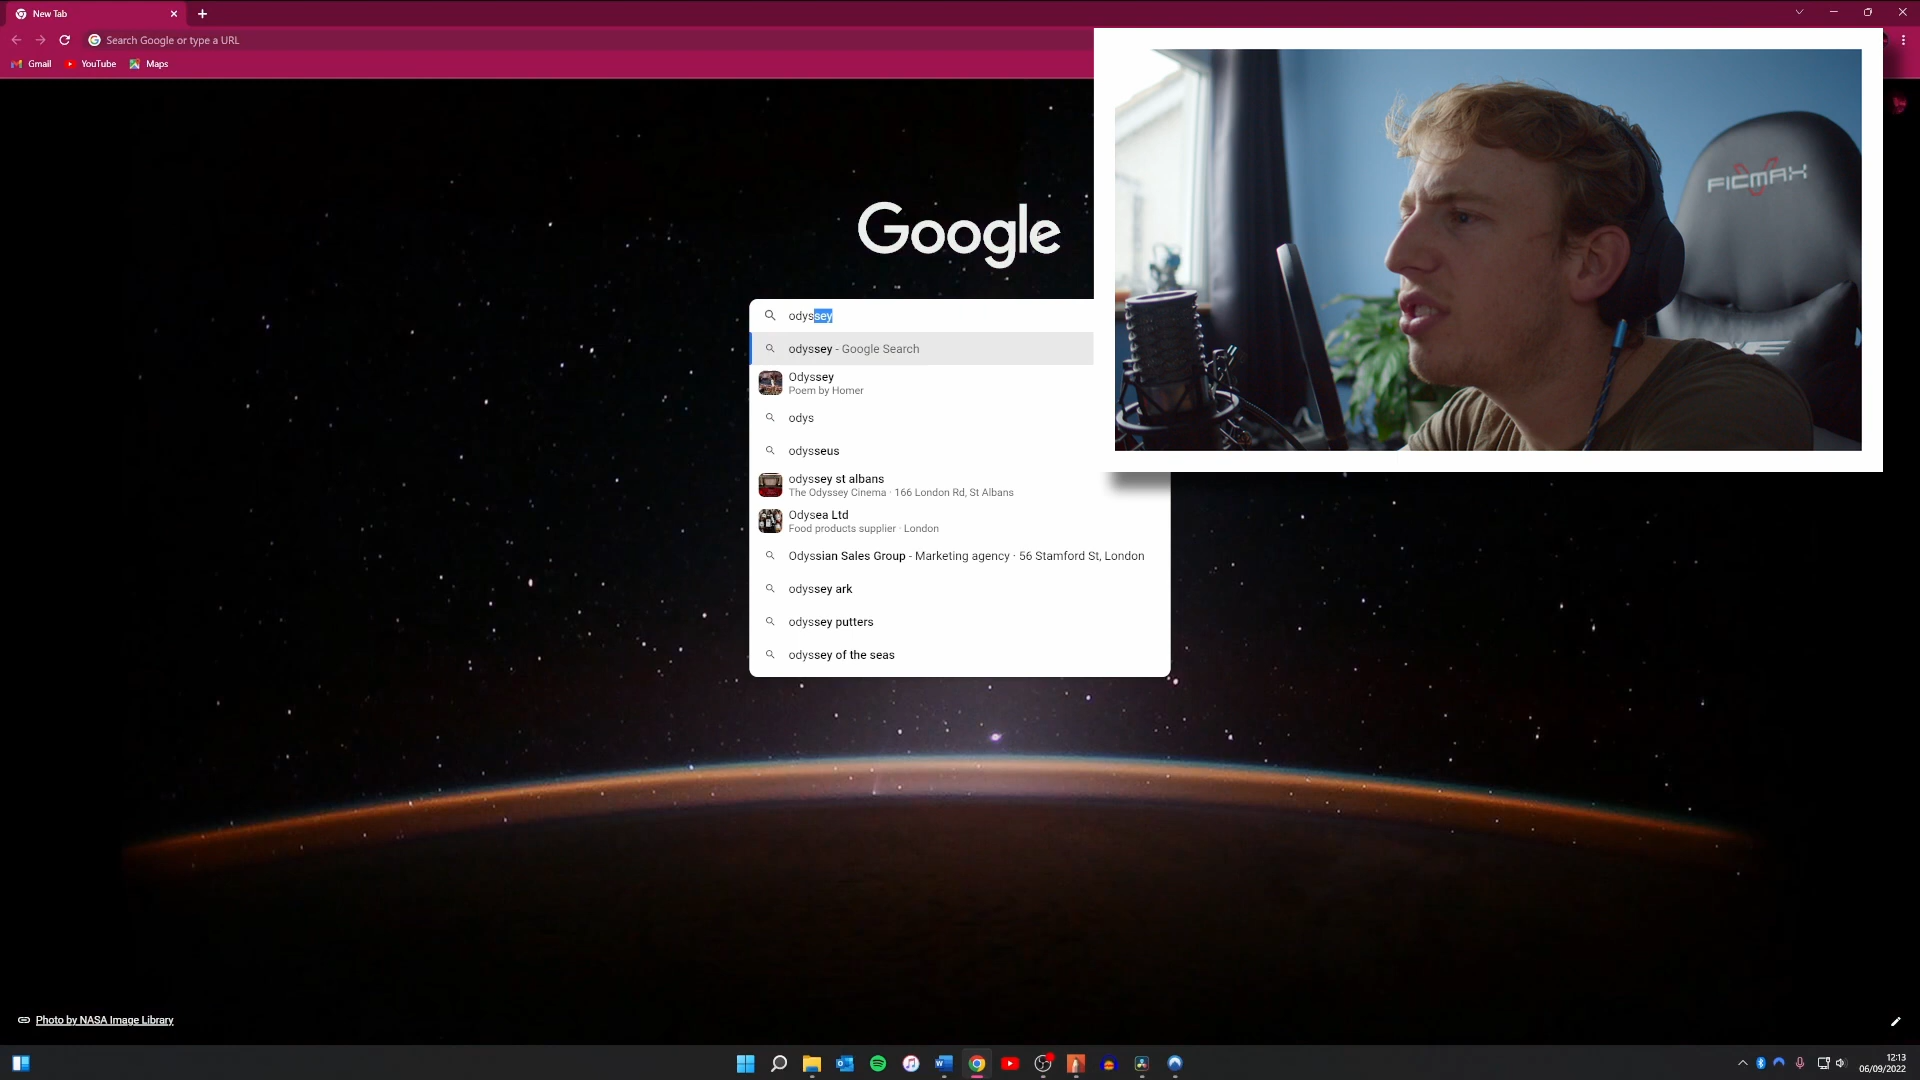 New Tab
Search Google or type a URL
Gmail
YouTube
Maps
FICMAX
Google
odyssey
odyssey - Google Search
Odyssey
Poem by Homer
odys
odysseus
odyssey st albans
The Odyssey Cinema · 166 London Rd, St Albans
Odysea Ltd
Food products supplier · London
Odyssian Sales Group - Marketing agency · 56 Stamford St, London
odyssey ark
odyssey putters
odyssey of the seas
Photo by NASA Image Library
12:13
06/09/2022